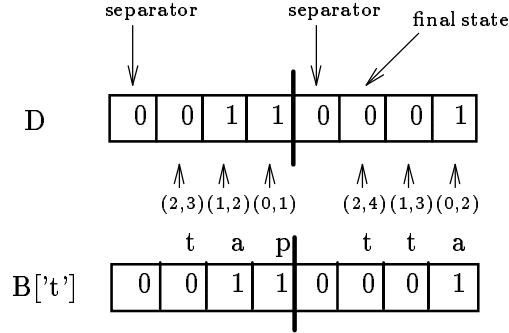 separator separator
final state
D 0 0 1 1 0 0 0 1
(2,3) (1,2) (0,1) (2,4) (1,3) (0,2)
t a p t t a
B['t'] 0 0 1 1 0 0 0 1